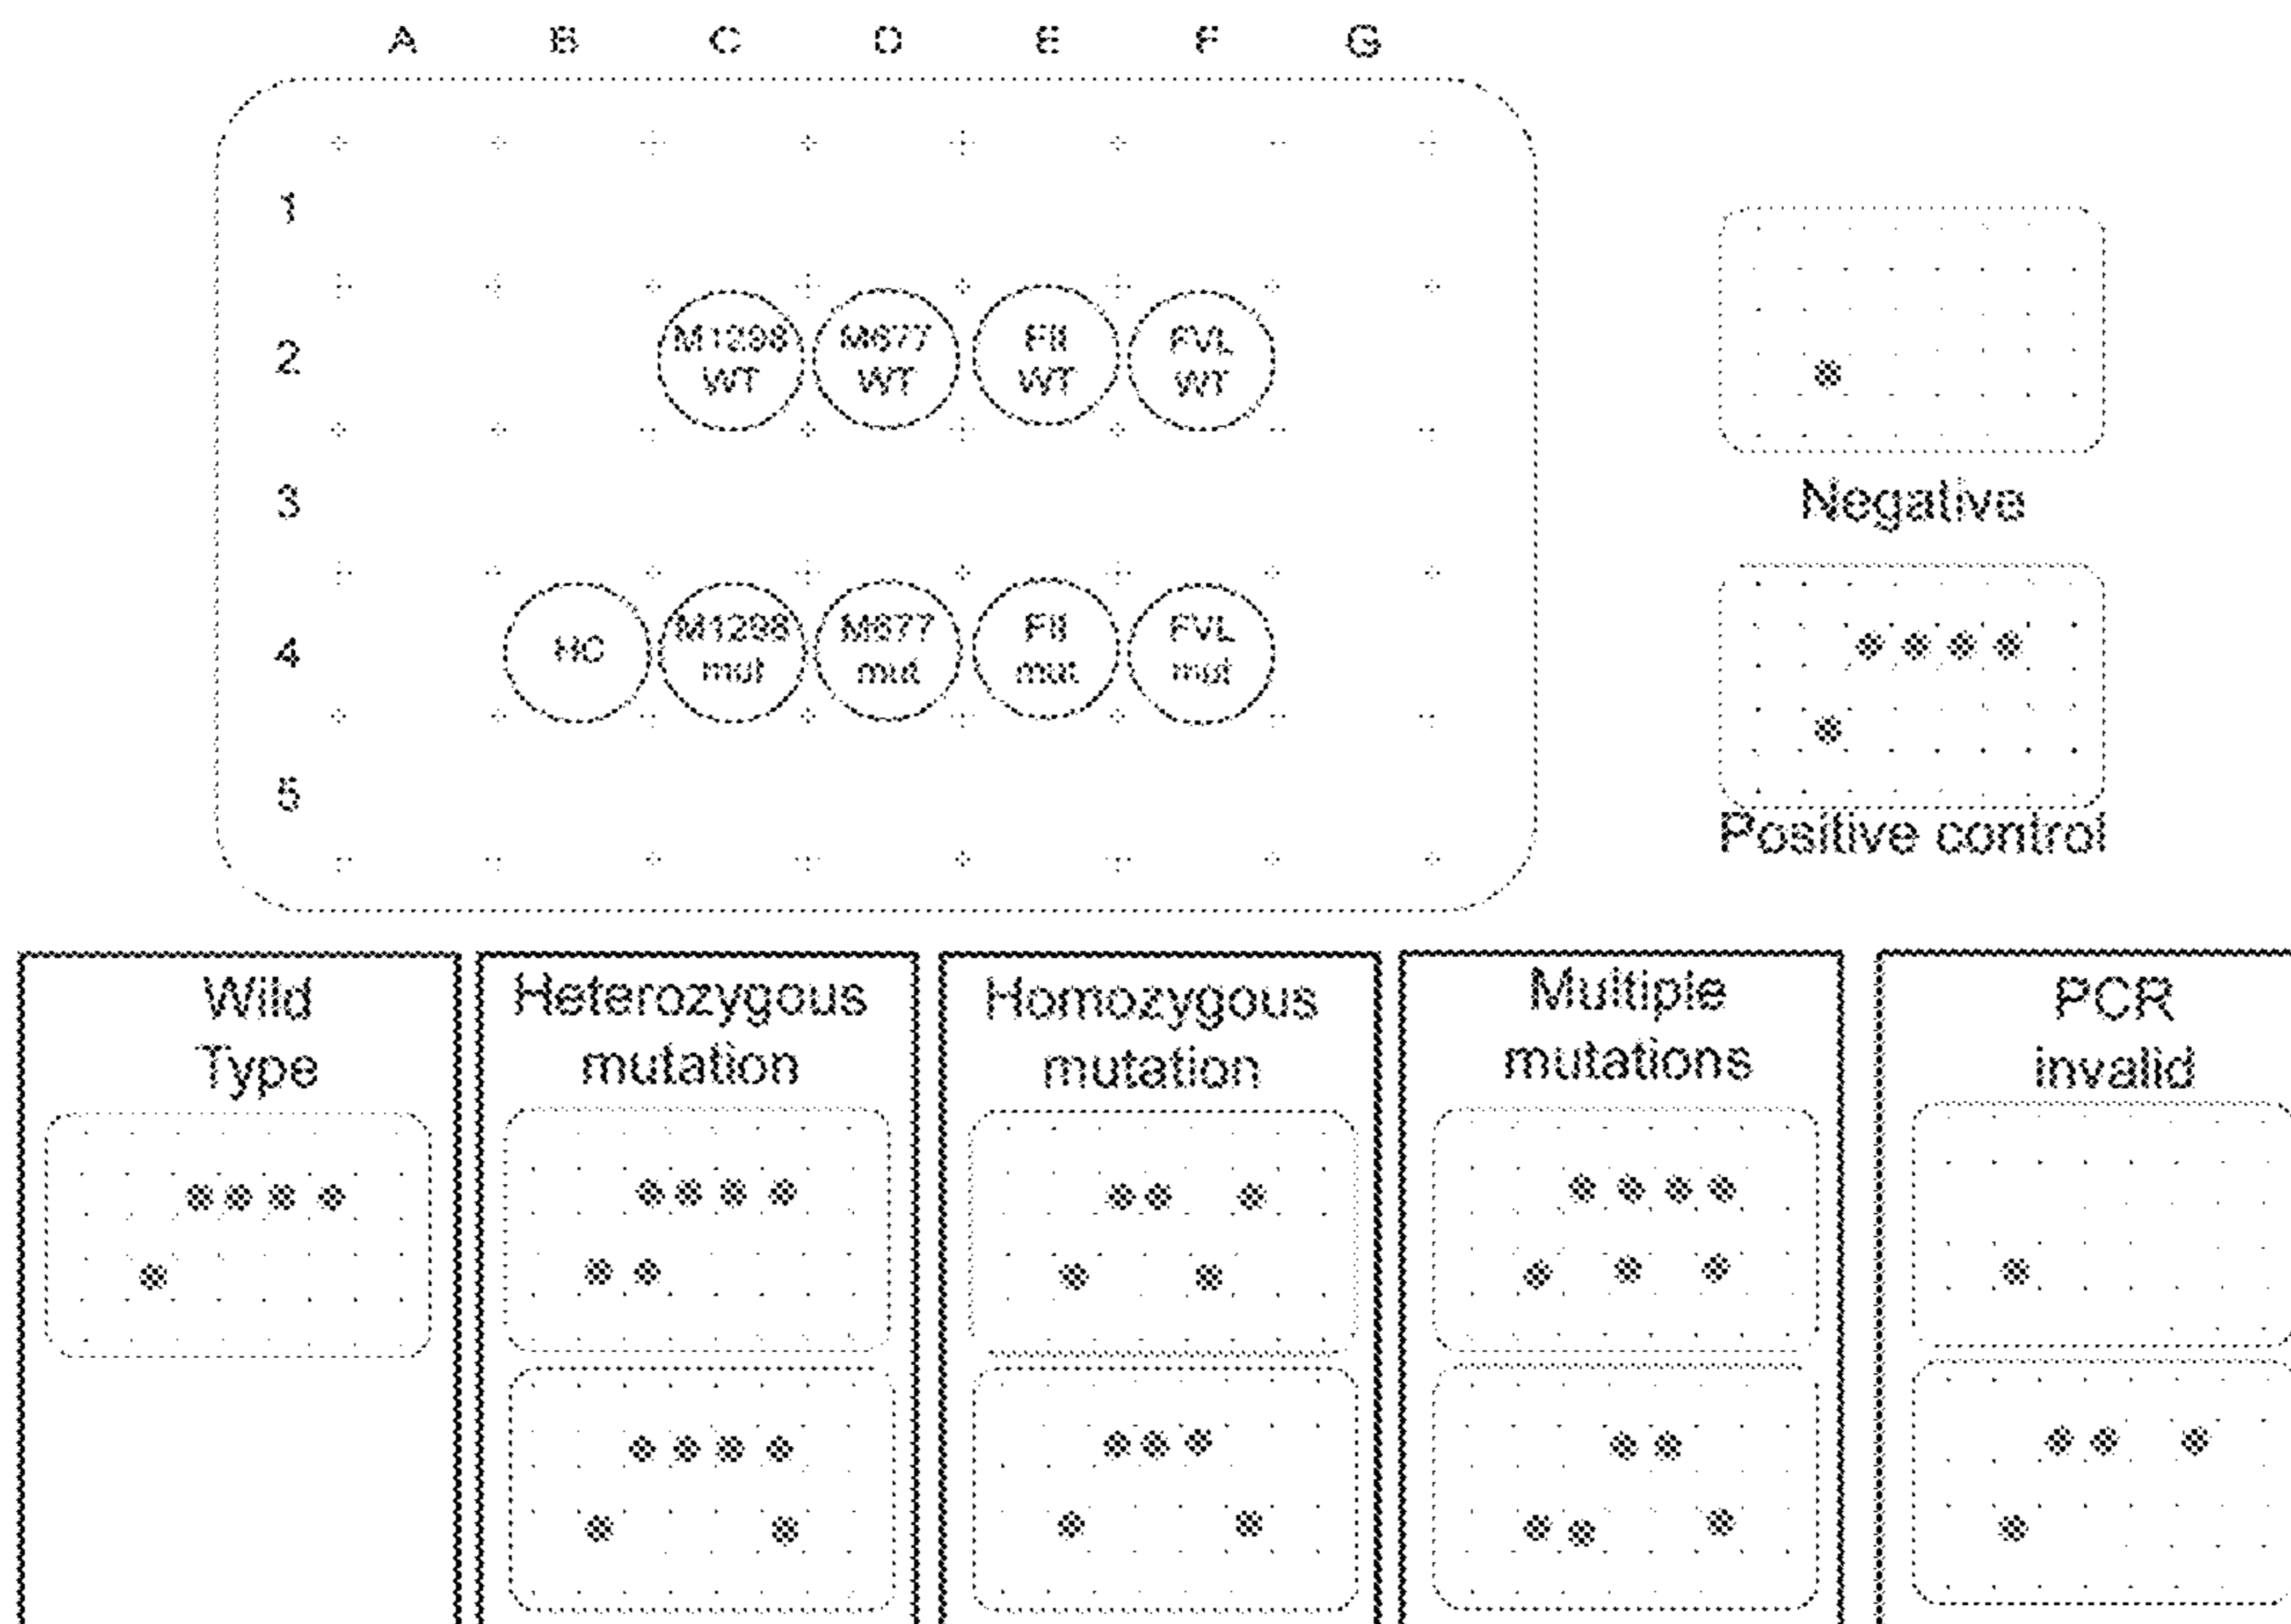 A B C D E F G
1
2
M1298 M677 FII FVL
WT WT WT WT
3
4
HC
M1298 M677 FII FVL
mut mut mut mut
5
Negative
Positive control
Wild
Type
Heterozygous
mutation
Homozygous
mutation
Multiple
mutations
PCR
invalid